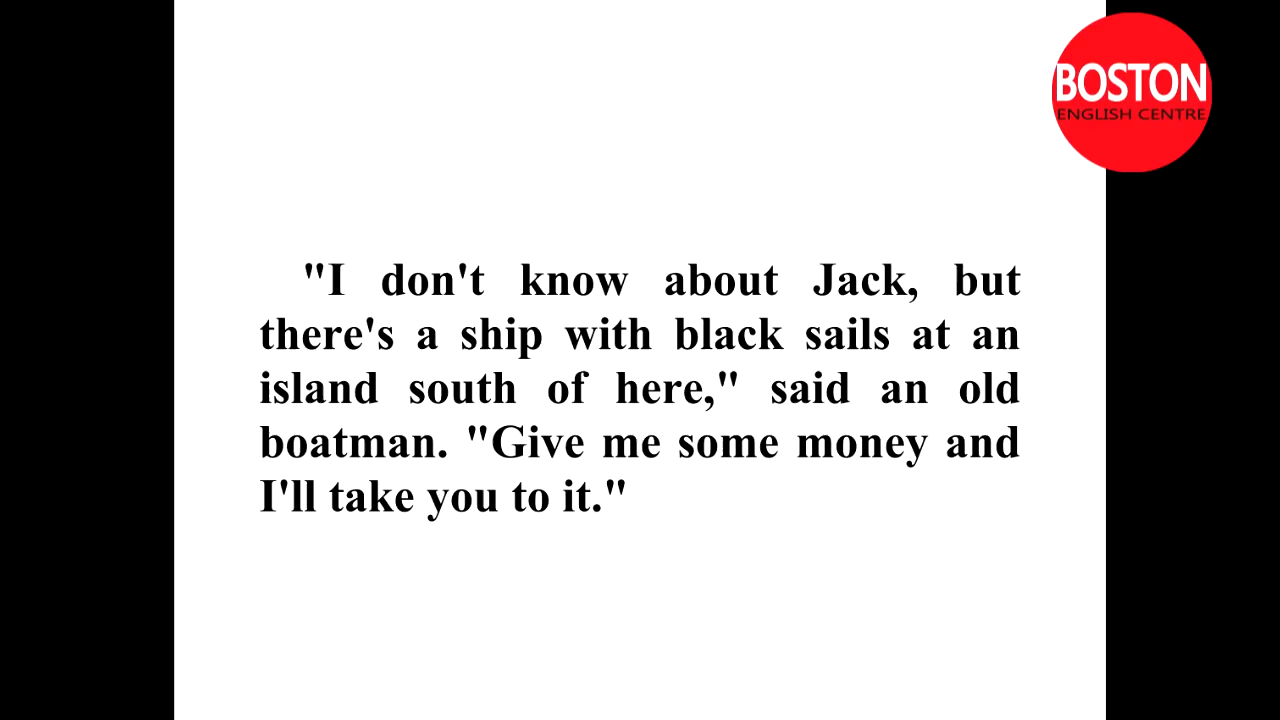 BOSTON
ENGLISH CENTRE
"I don't know about Jack, but
there's a ship with black sails at an
island south of here," said an old
boatman. "Give me some money and
I'll take you to it."